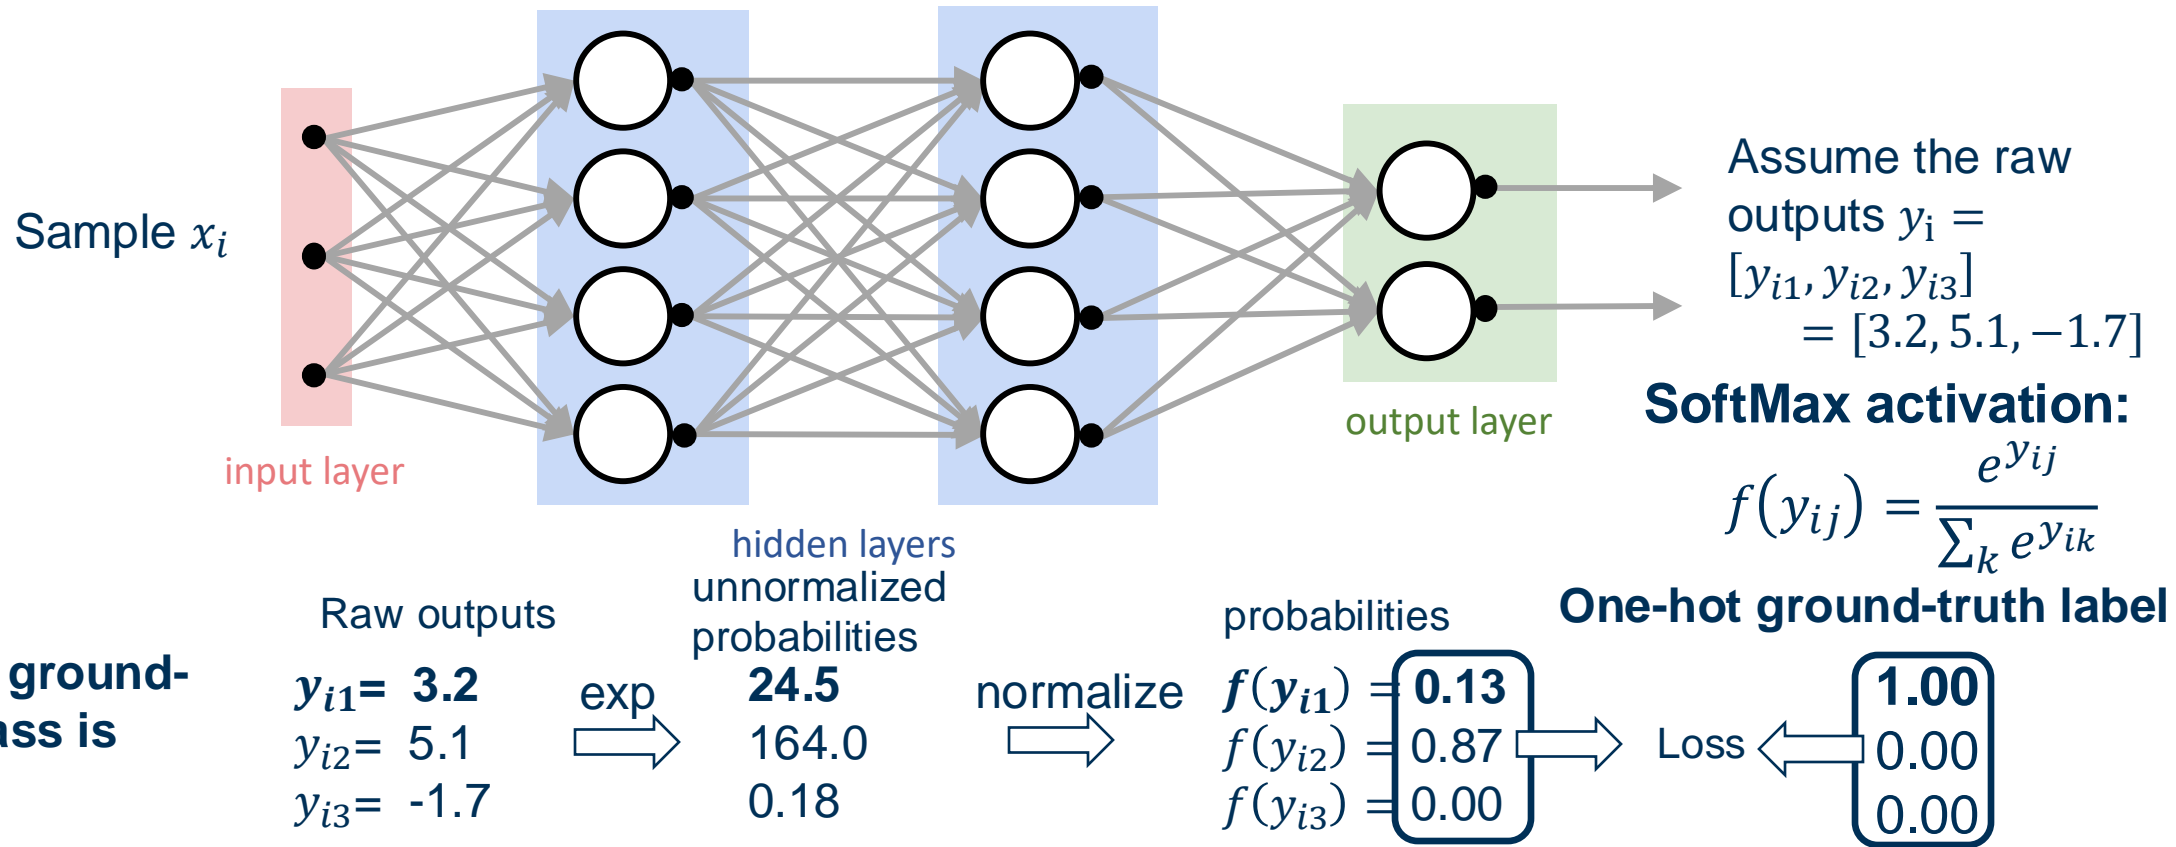 Sample xᵢ
input layer
hidden layers
output layer
Assume the raw
outputs yᵢ =
[yᵢ₁, yᵢ₂, yᵢ₃]
= [3.2, 5.1, −1.7]
SoftMax activation:
f(yᵢⱼ) = e^{yᵢⱼ} / ∑ₖ e^{yᵢₖ}
One-hot ground-truth label
Raw outputs
unnormalized
probabilities
probabilities
ground-
ass is
yᵢ₁= 3.2
exp
24.5
normalize
f(yᵢ₁) = 0.13
1.00
yᵢ₂= 5.1
164.0
f(yᵢ₂) = 0.87
Loss
0.00
yᵢ₃= -1.7
0.18
f(yᵢ₃) = 0.00
0.00